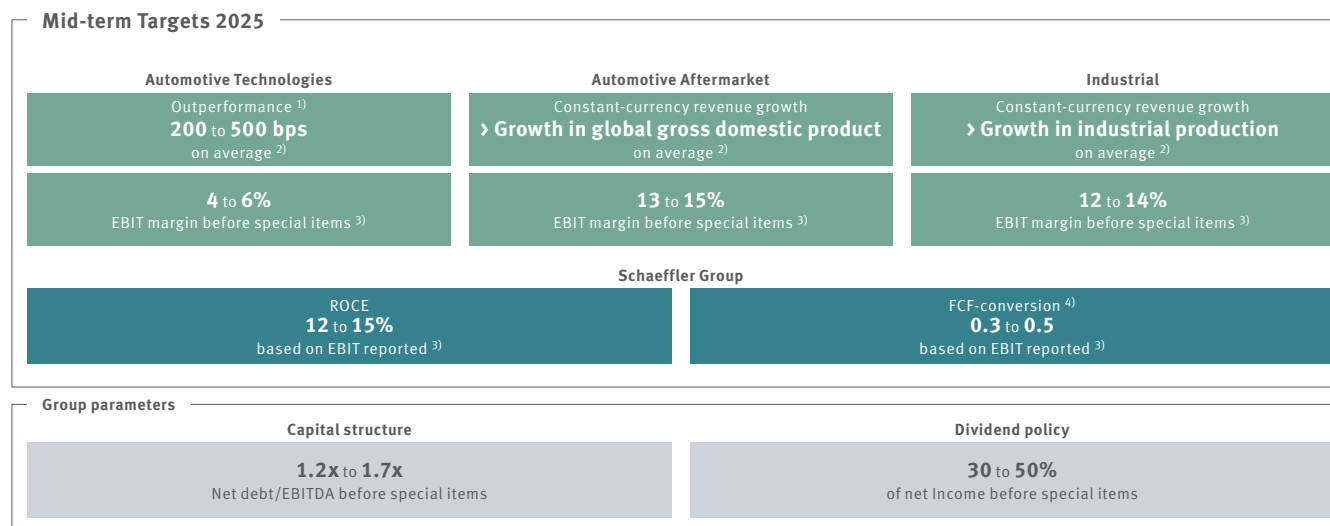 Mid-term Targets 2025
Automotive Technologies
Outperformance 1)
200 to 500 bps
on average 2)
4 to 6%
EBIT margin before special items 3)
Automotive Aftermarket
Constant-currency revenue growth
› Growth in global gross domestic product
on average 2)
13 to 15%
EBIT margin before special items 3)
Industrial
Constant-currency revenue growth
› Growth in industrial production
on average 2)
12 to 14%
EBIT margin before special items 3)
Schaeffler Group
ROCE
12 to 15%
based on EBIT reported 3)
FCF-conversion 4)
0.3 to 0.5
based on EBIT reported 3)
Group parameters
Capital structure
1.2x to 1.7x
Net debt/EBITDA before special items
Dividend policy
30 to 50%
of net Income before special items